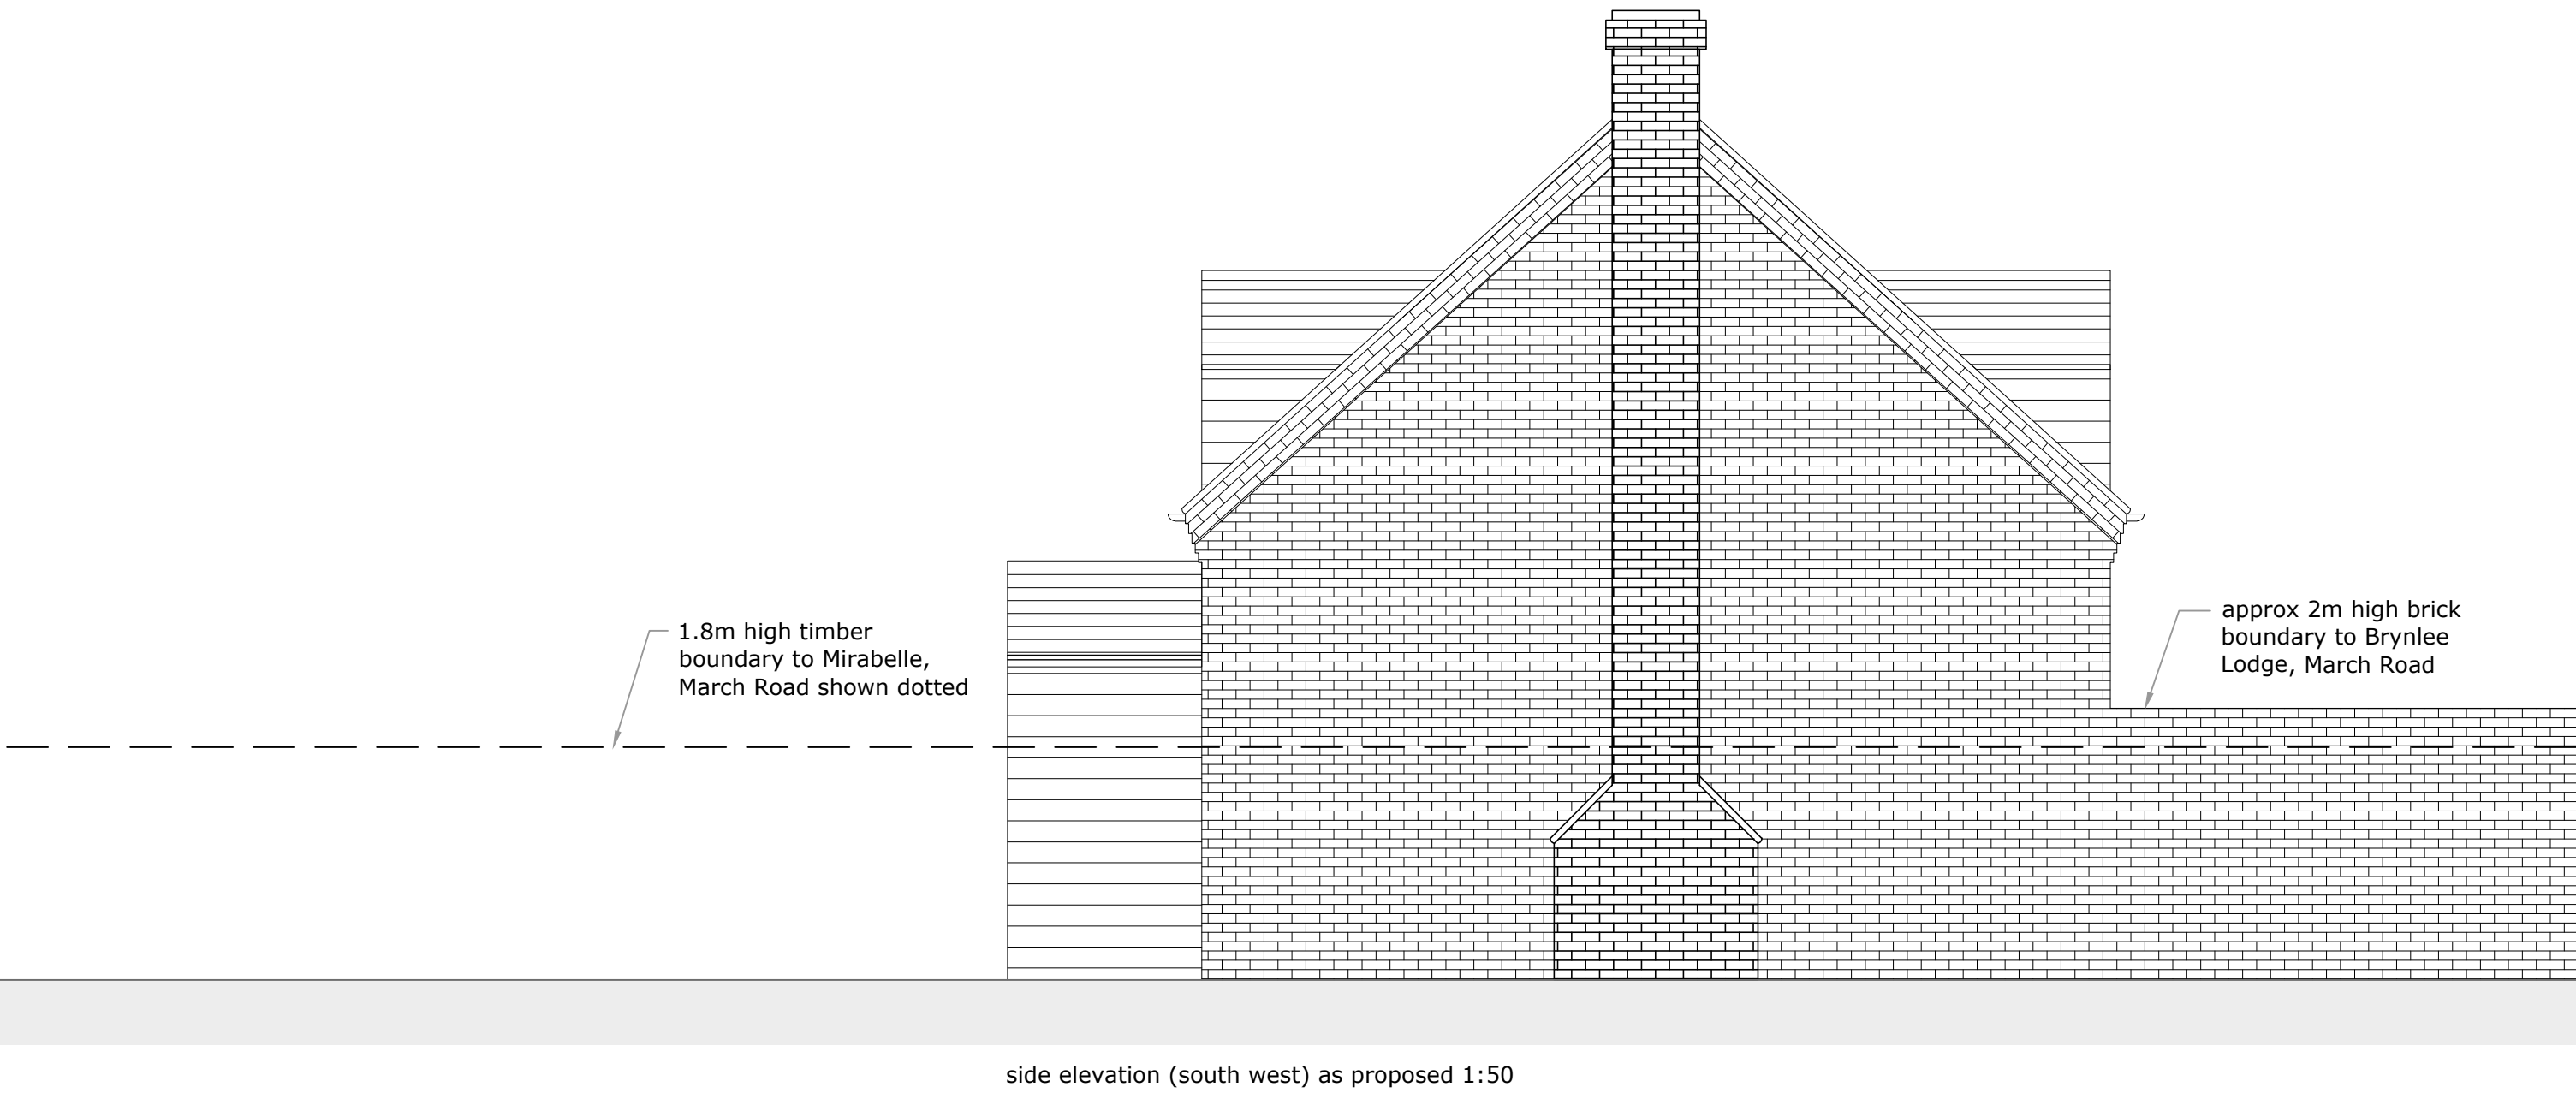 1.8m high timber
boundary to Mirabelle,
March Road shown dotted
approx 2m high brick
boundary to Brynlee
Lodge, March Road
side elevation (south west) as proposed 1:50